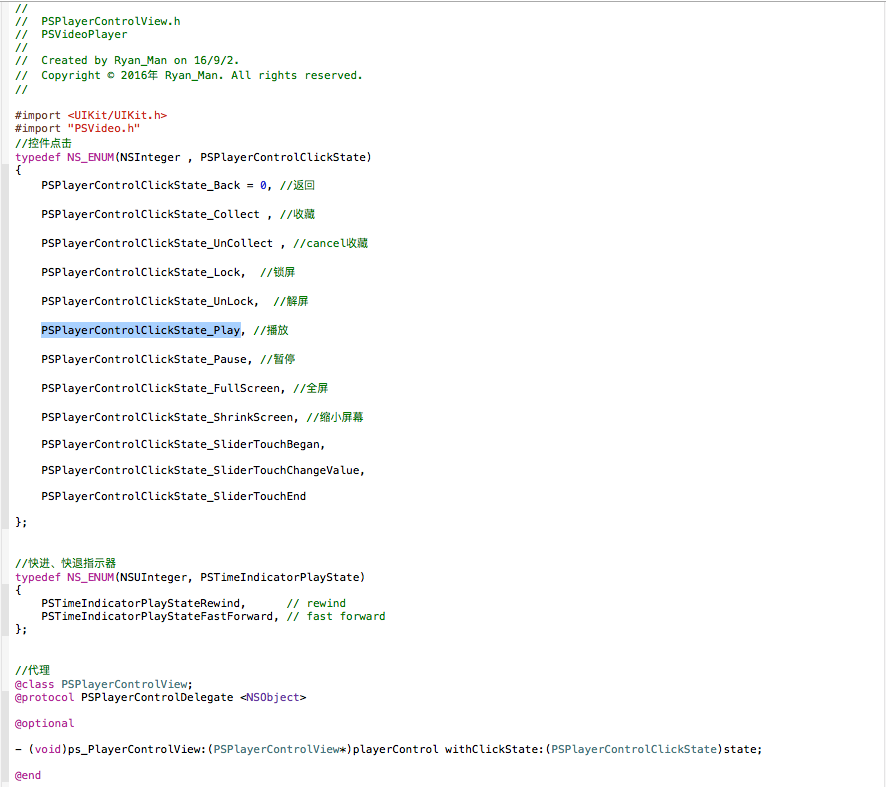 //
//  PSPlayerControlView.h
//  PSVideoPlayer
//
//  Created by Ryan_Man on 16/9/2.
//  Copyright © 2016年 Ryan_Man. All rights reserved.
//
#import <UIKit/UIKit.h>
#import "PSVideo.h"
//控件点击
typedef NS_ENUM(NSInteger , PSPlayerControlClickState)
{
    PSPlayerControlClickState_Back = 0, //返回
    PSPlayerControlClickState_Collect , //收藏
    PSPlayerControlClickState_UnCollect , //cancel收藏
    PSPlayerControlClickState_Lock,  //锁屏
    PSPlayerControlClickState_UnLock,  //解屏
    PSPlayerControlClickState_Play, //播放
    PSPlayerControlClickState_Pause, //暂停
    PSPlayerControlClickState_FullScreen, //全屏
    PSPlayerControlClickState_ShrinkScreen, //缩小屏幕
    PSPlayerControlClickState_SliderTouchBegan,
    PSPlayerControlClickState_SliderTouchChangeValue,
    PSPlayerControlClickState_SliderTouchEnd
};
//快进、快退指示器
typedef NS_ENUM(NSUInteger, PSTimeIndicatorPlayState)
{
    PSTimeIndicatorPlayStateRewind,      // rewind
    PSTimeIndicatorPlayStateFastForward, // fast forward
};
//代理
@class PSPlayerControlView;
@protocol PSPlayerControlDelegate <NSObject>
@optional
- (void)ps_PlayerControlView:(PSPlayerControlView*)playerControl withClickState:(PSPlayerControlClickState)state;
@end